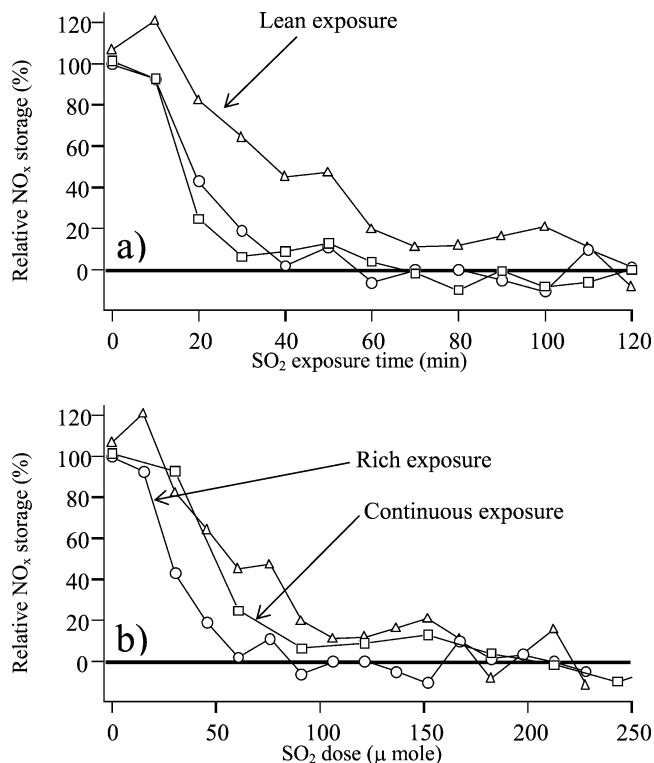 120
100
80
60
40
20
0
Relative NOx storage (%)
Lean exposure
a)
0 20 40 60 80 100 120
SO2 exposure time (min)
120
100
80
60
40
20
0
Relative NOx storage (%)
Rich exposure
Continuous exposure
b)
0 50 100 150 200 250
SO2 dose (μ mole)